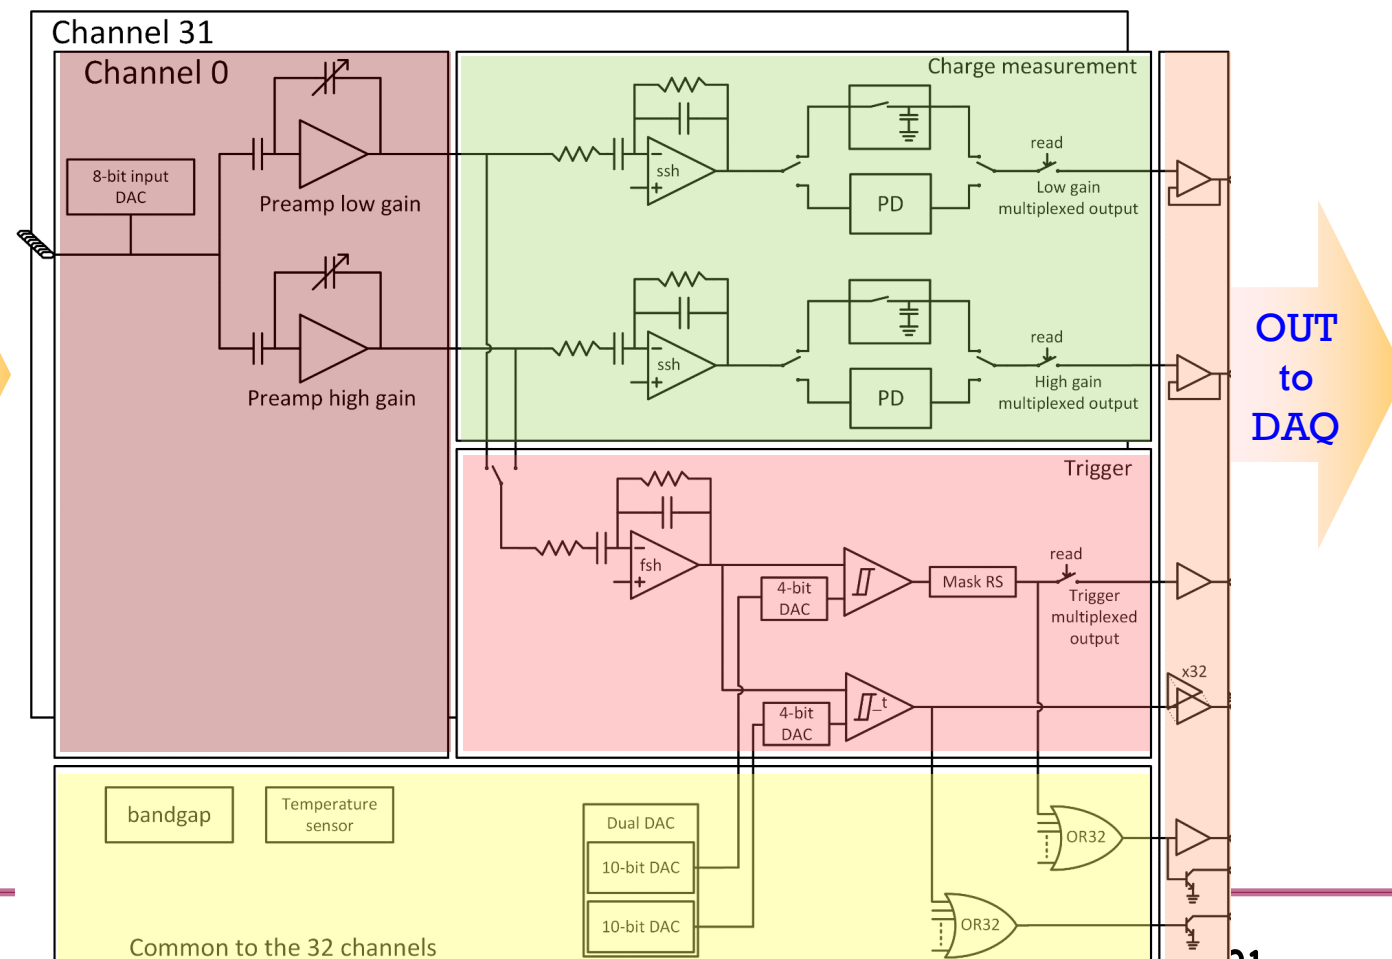 Channel 31
Channel 0
8-bit input
DAC
Preamp low gain
Preamp high gain
Charge measurement
ssh
PD
read
Low gain
multiplexed output
ssh
PD
read
High gain
multiplexed output
OUT
to
DAQ
Trigger
fsh
4-bit
DAC
Mask RS
read
Trigger
multiplexed
output
4-bit
DAC
_t
x32
bandgap
Temperature
sensor
Dual DAC
10-bit DAC
10-bit DAC
OR32
OR32
Common to the 32 channels